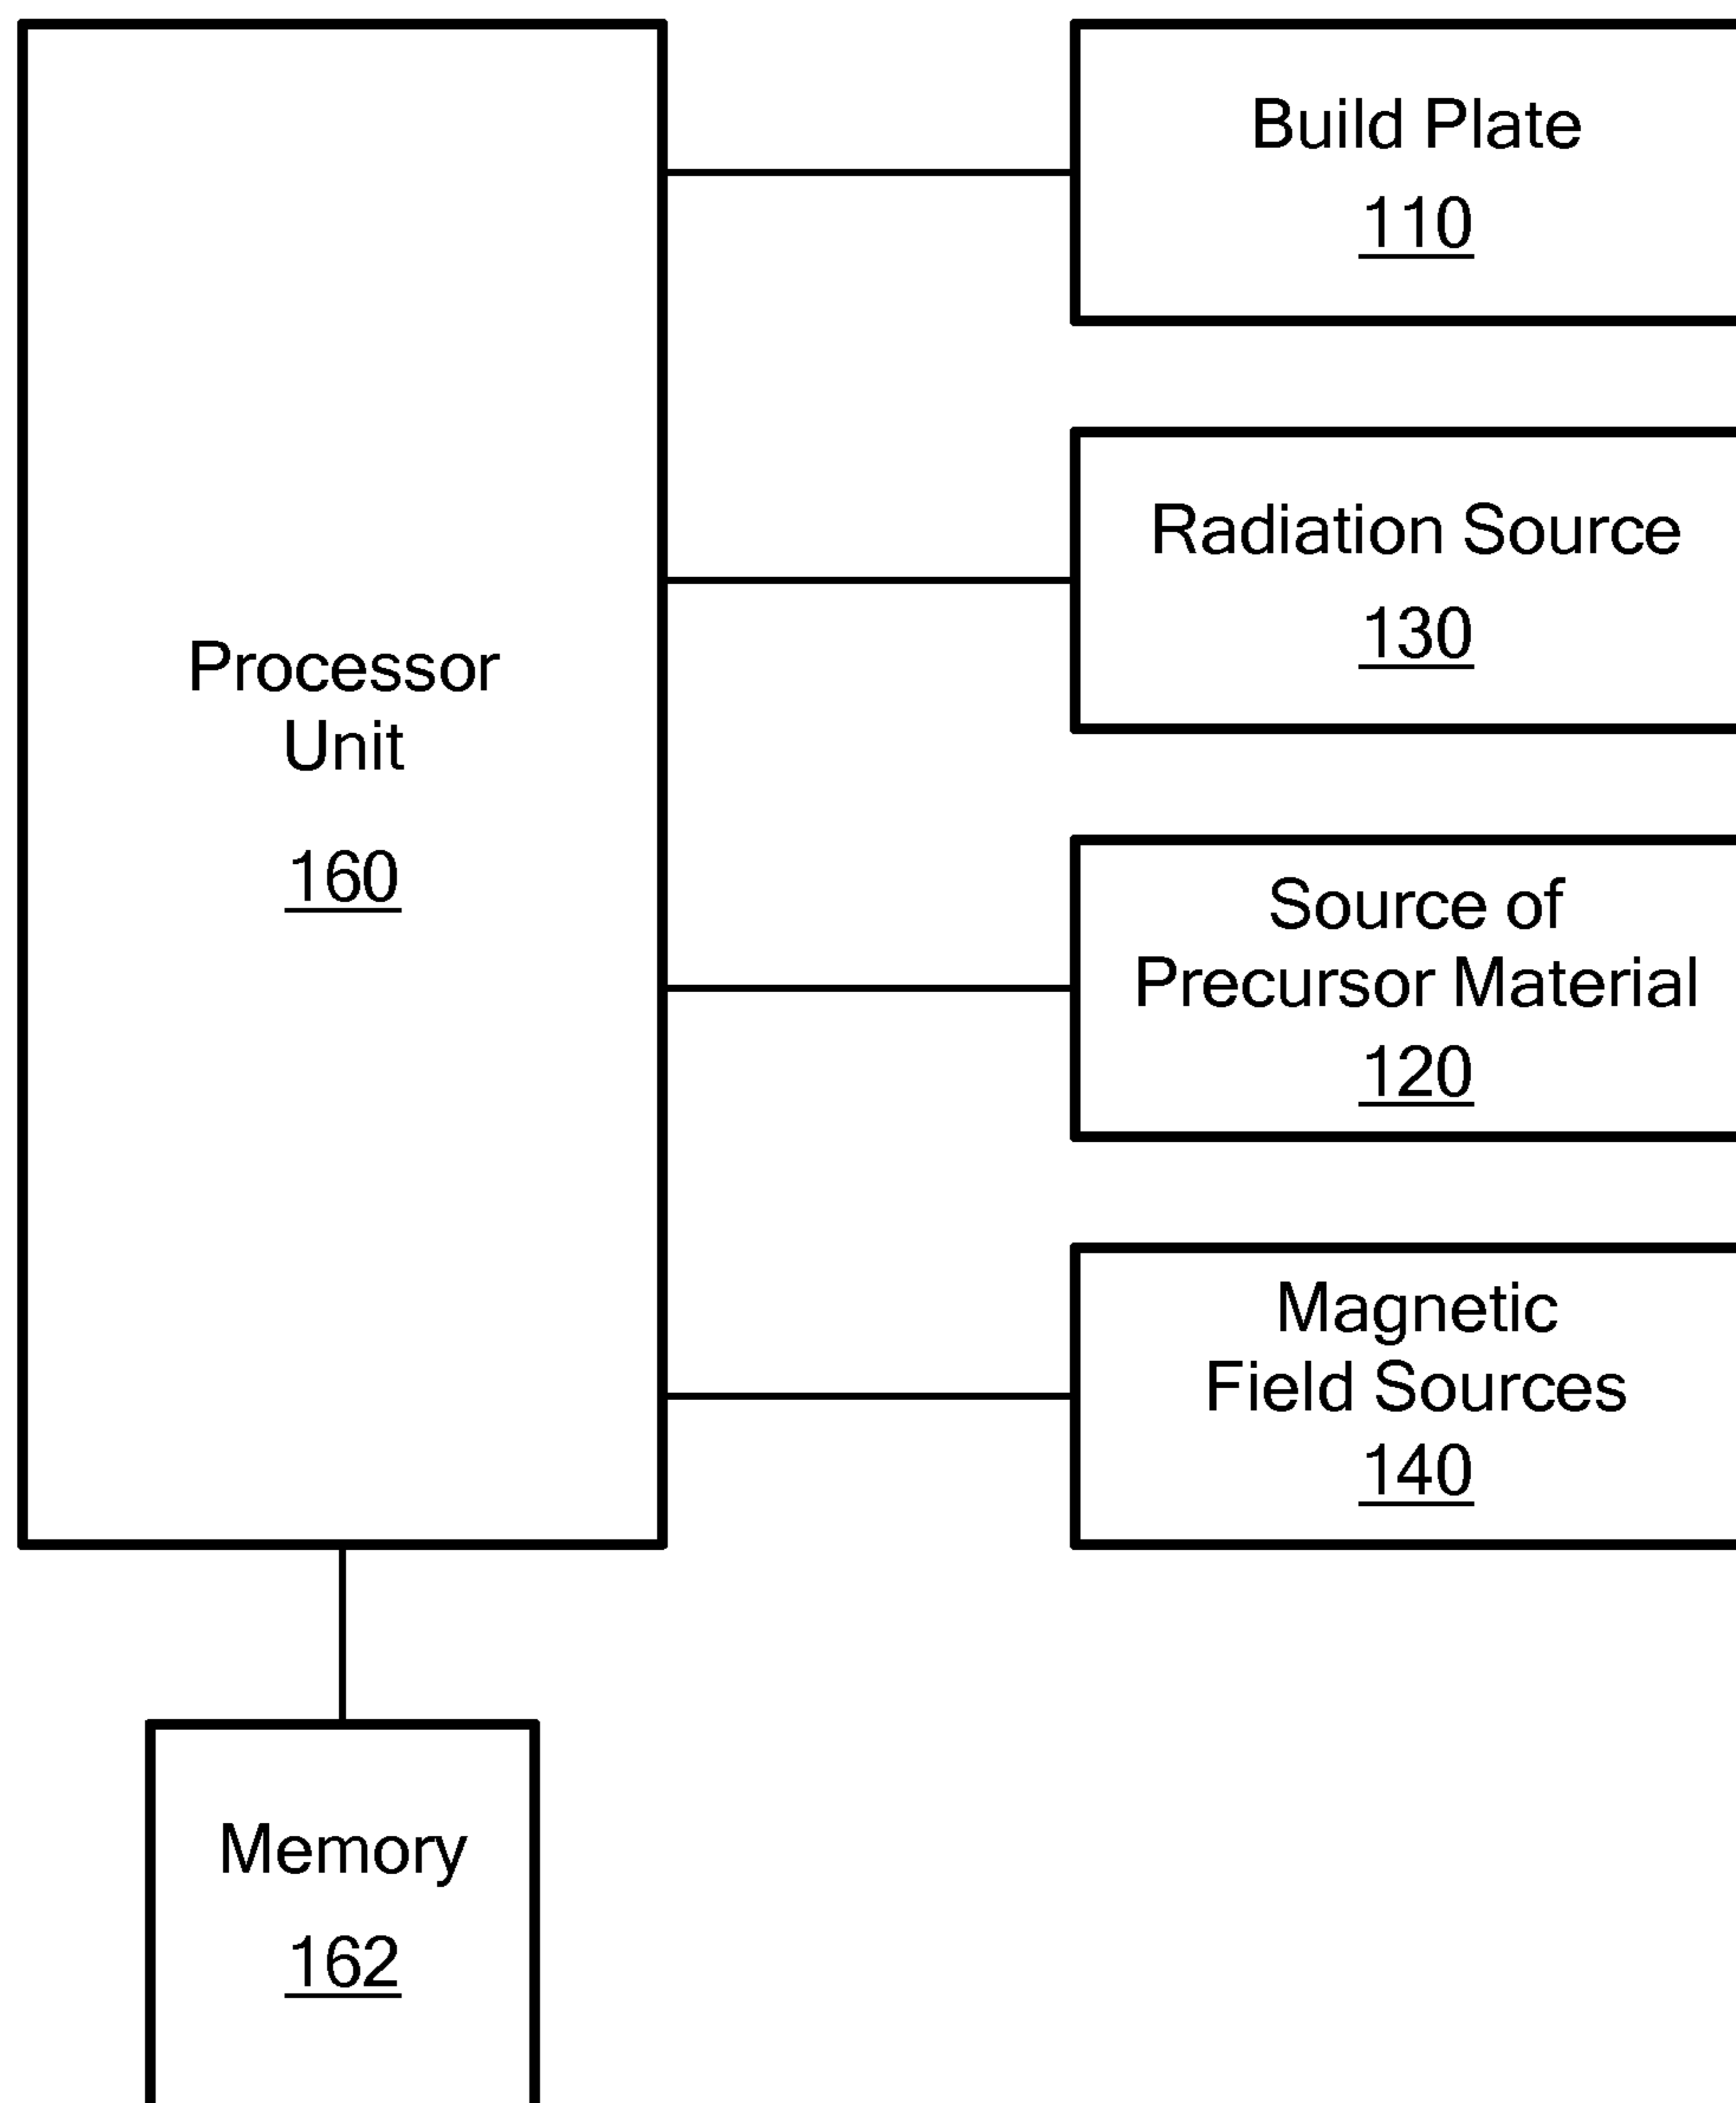 Processor
Unit
160
Build Plate
110
Radiation Source
130
Source of
Precursor Material
120
Magnetic
Field Sources
140
Memory
162